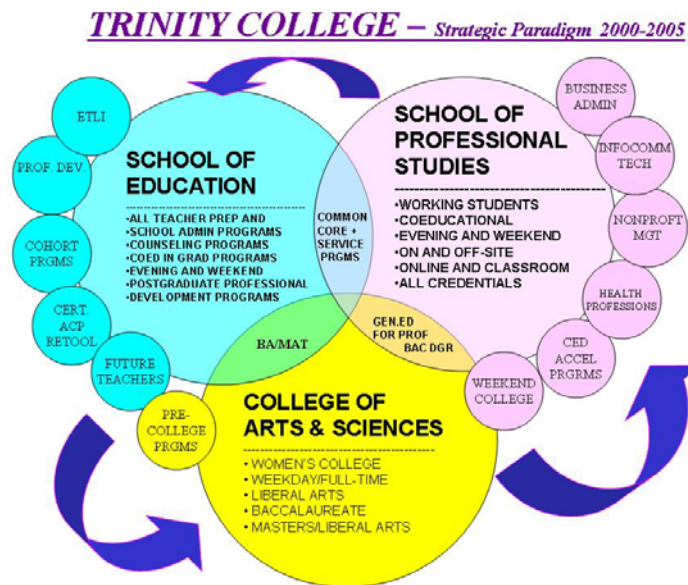 TRINITY COLLEGE – Strategic Paradigm 2000-2005
ETLI
PROF. DEV.
COHORT
PRGMS
CERT.
ACP
RETOOL
FUTURE
TEACHERS
PRE-
COLLEGE
PRGMS
SCHOOL OF
EDUCATION
•ALL TEACHER PREP AND
•SCHOOL ADMIN PROGRAMS
•COUNSELING PROGRAMS
•COED IN GRAD PROGRAMS
•EVENING AND WEEKEND
•POSTGRADUATE PROFESSIONAL
•DEVELOPMENT PROGRAMS
COMMON
CORE +
SERVICE
PRGMS
SCHOOL OF
PROFESSIONAL
STUDIES
•WORKING STUDENTS
•COEDUCATIONAL
•EVENING AND WEEKEND
•ON AND OFF-SITE
•ONLINE AND CLASSROOM
•ALL CREDENTIALS
BUSINESS
ADMIN
INFOCOMM
TECH
NONPROFT
MGT
HEALTH
PROFESSIONS
CED
ACCEL
PRGRMS
WEEKEND
COLLEGE
BA/MAT
GEN.ED
FOR PROF
BAC DGR
COLLEGE OF
ARTS & SCIENCES
• WOMEN'S COLLEGE
• WEEKDAY/FULL-TIME
• LIBERAL ARTS
• BACCALAUREATE
• MASTERS/LIBERAL ARTS